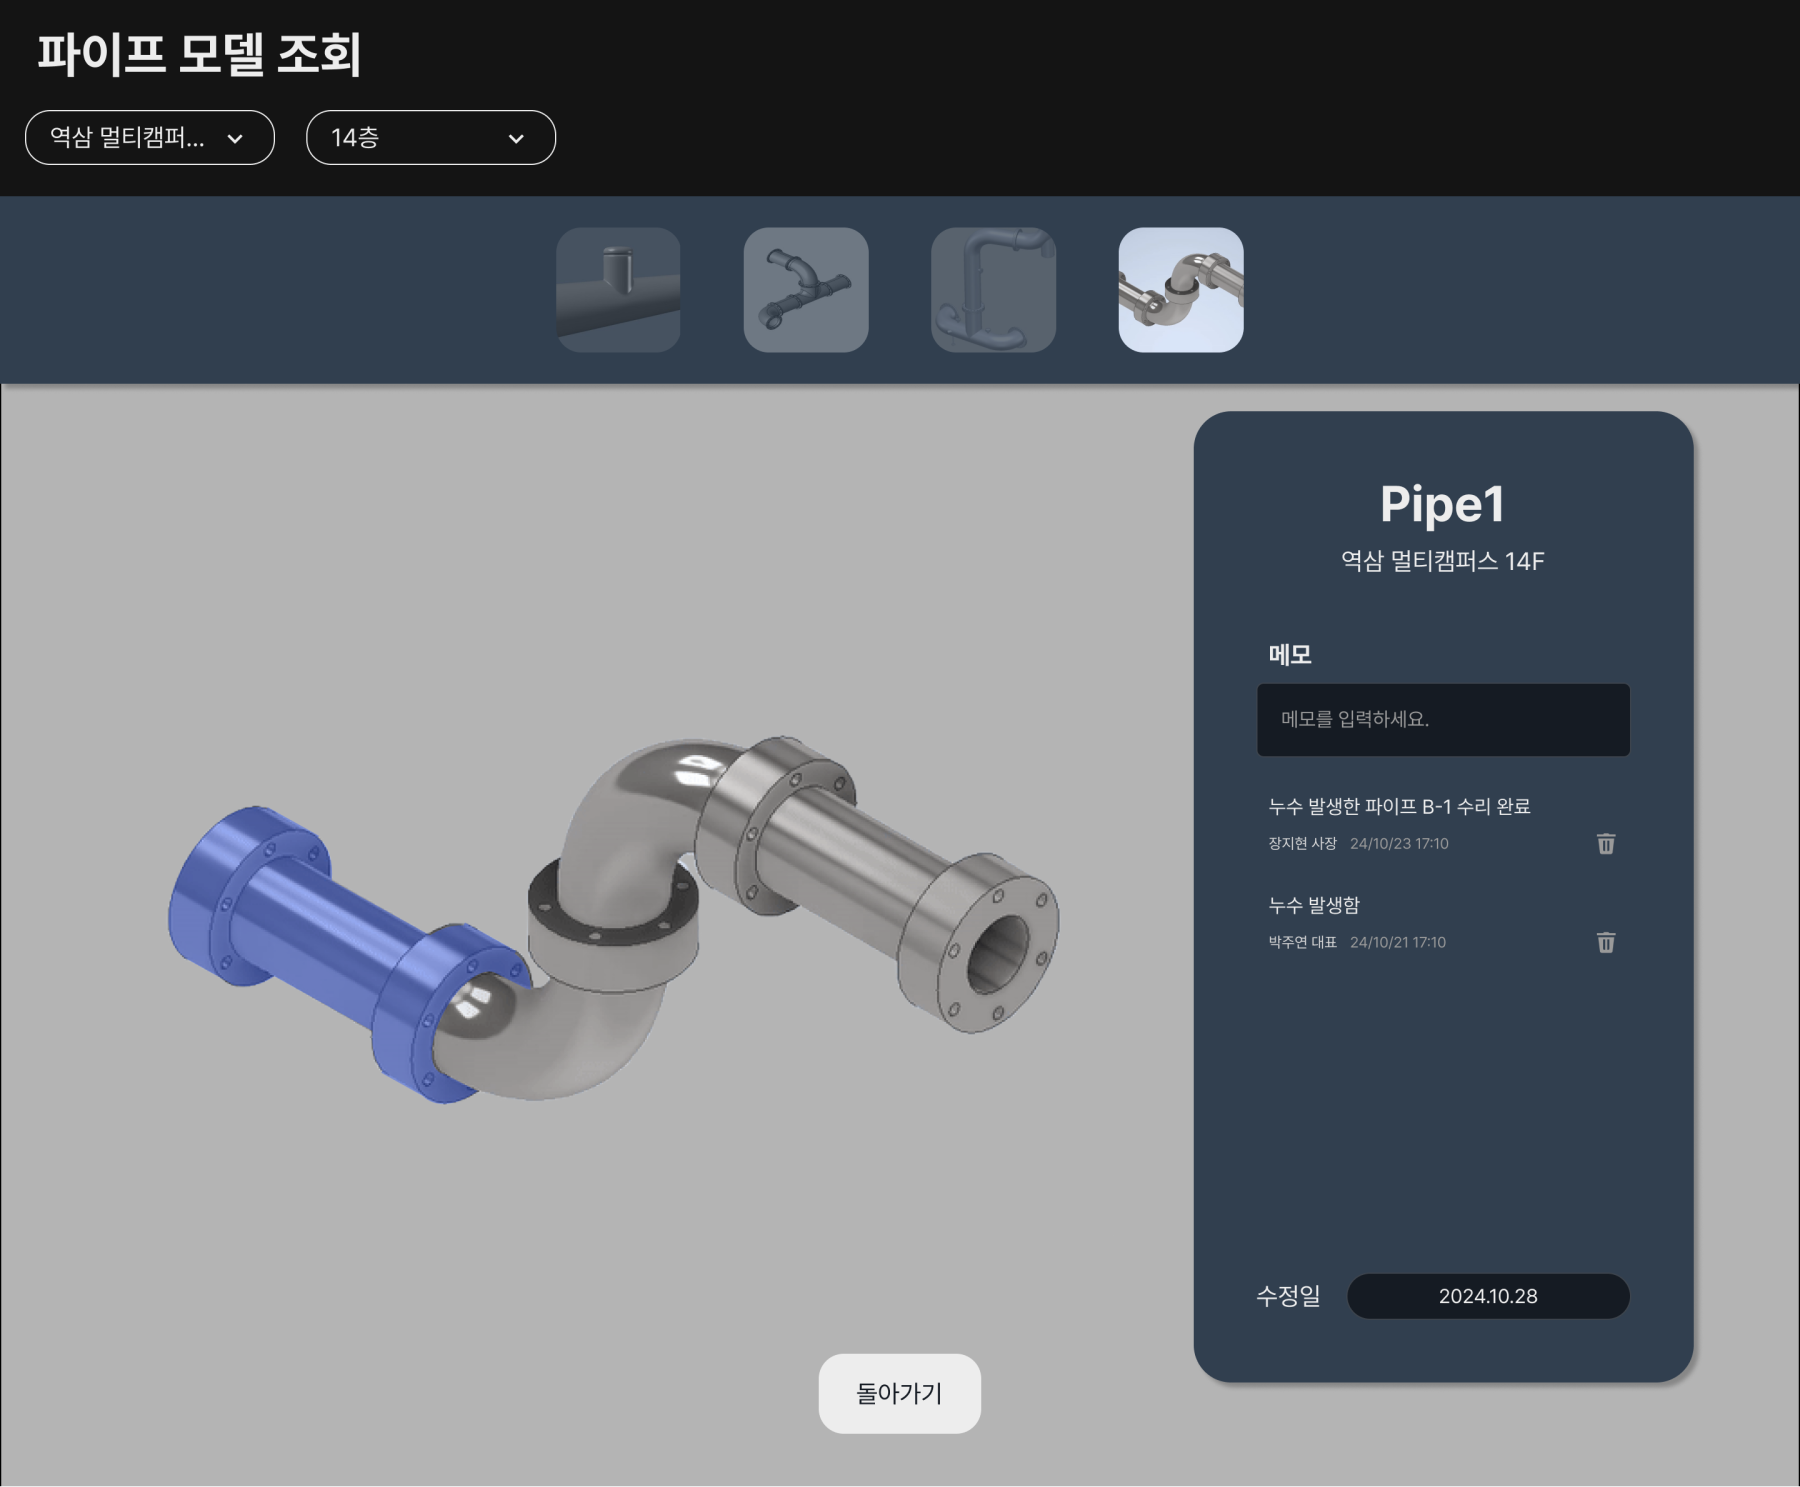 파이프 모델 조회
역삼 멀티캠퍼...
14층
Pipe1
역삼 멀티캠퍼스 14F
메모
메모를 입력하세요.
누수 발생한 파이프 B-1 수리 완료
장지현 사장 24/10/23 17:10
누수 발생함
박주연 대표 24/10/21 17:10
수정일 2024.10.28
돌아가기